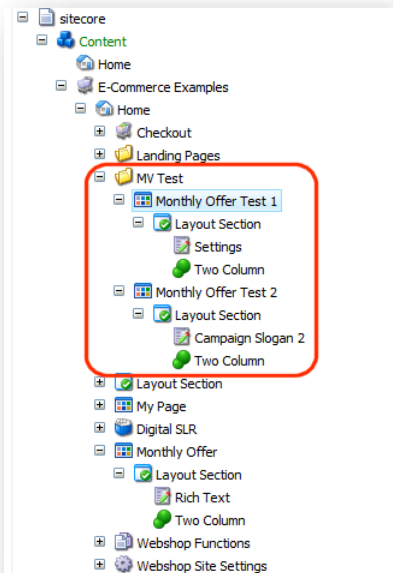 sitecore
Content
Home
E-Commerce Examples
Home
Checkout
Landing Pages
MV Test
Monthly Offer Test 1
Layout Section
Settings
Two Column
Monthly Offer Test 2
Layout Section
Campaign Slogan 2
Two Column
Layout Section
My Page
Digital SLR
Monthly Offer
Layout Section
Rich Text
Two Column
Webshop Functions
Webshop Site Settings